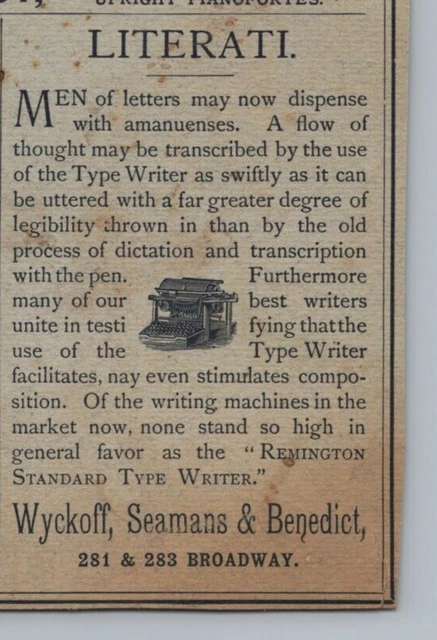 UPRIGHT PIANOFORTES.
LITERATI.
MEN of letters may now dispense
with amanuenses. A flow of
thought may be transcribed by the use
of the Type Writer as swiftly as it can
be uttered with a far greater degree of
legibility thrown in than by the old
process of dictation and transcription
with the pen. Furthermore
many of our best writers
unite in testi fying that the
use of the Type Writer
facilitates, nay even stimulates compo-
sition. Of the writing machines in the
market now, none stand so high in
general favor as the "REMINGTON
STANDARD TYPE WRITER."
Wyckoff, Seamans & Benedict,
281 & 283 BROADWAY.